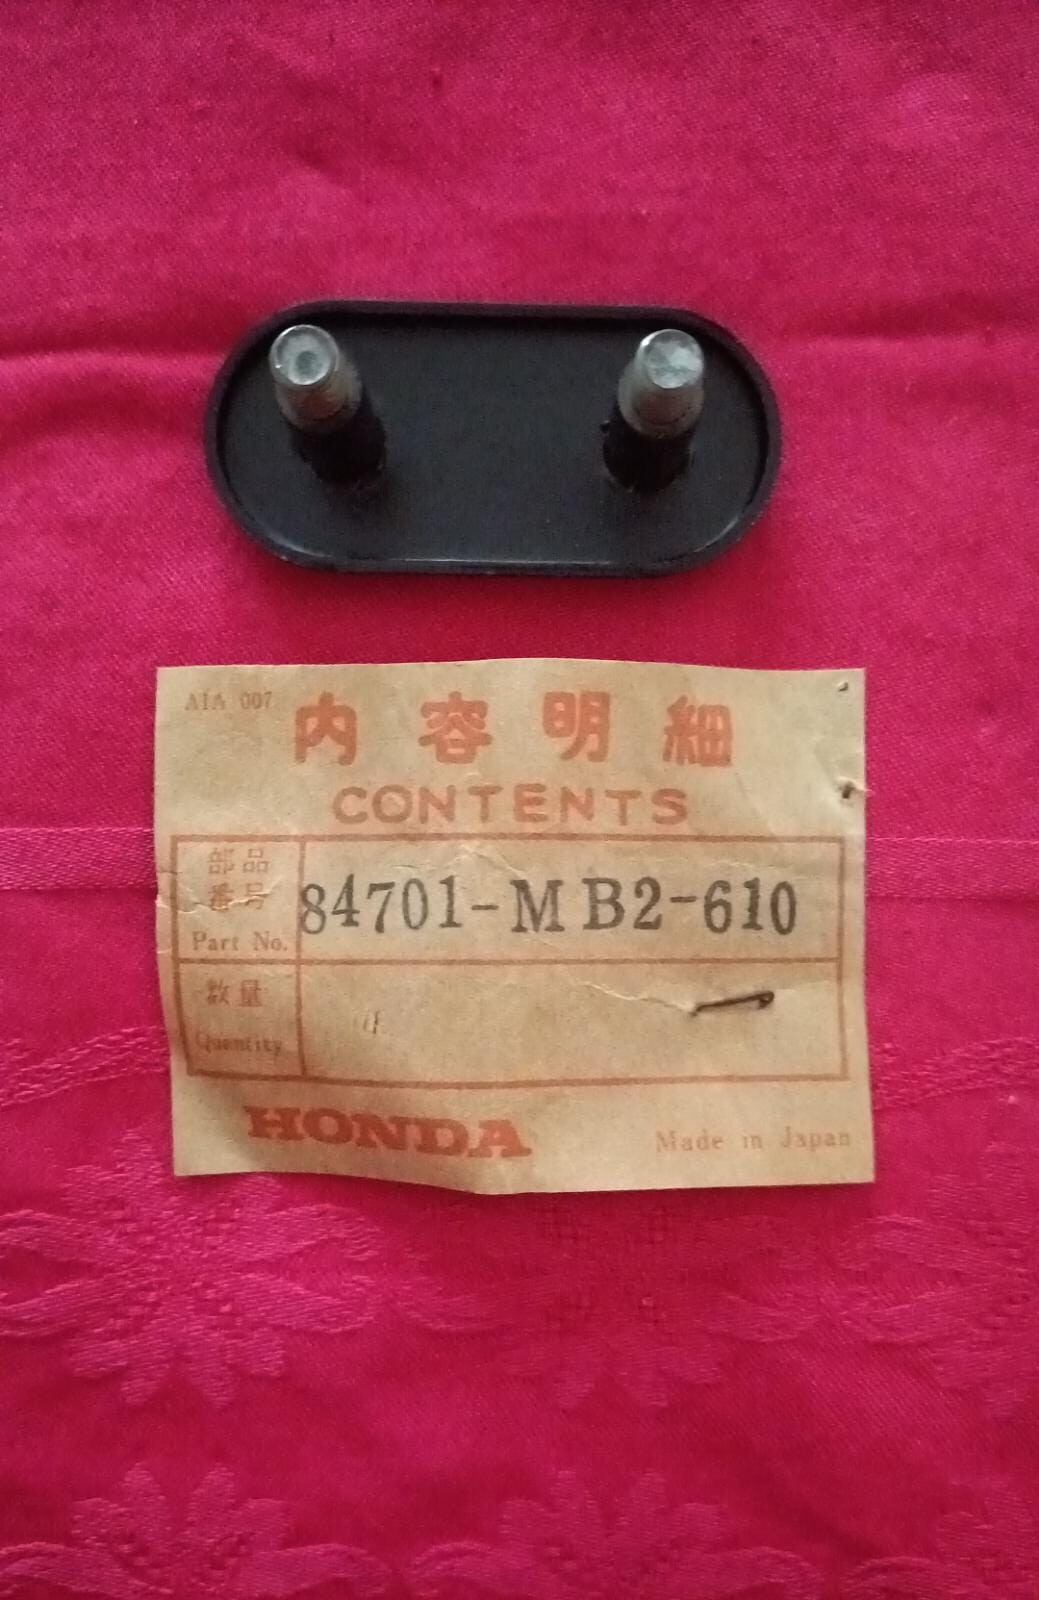 AIA 007
内容明細
CONTENTS
部品
番号
Part No.
84701-MB2-610
数量
Quantity
HONDA
Made in Japan